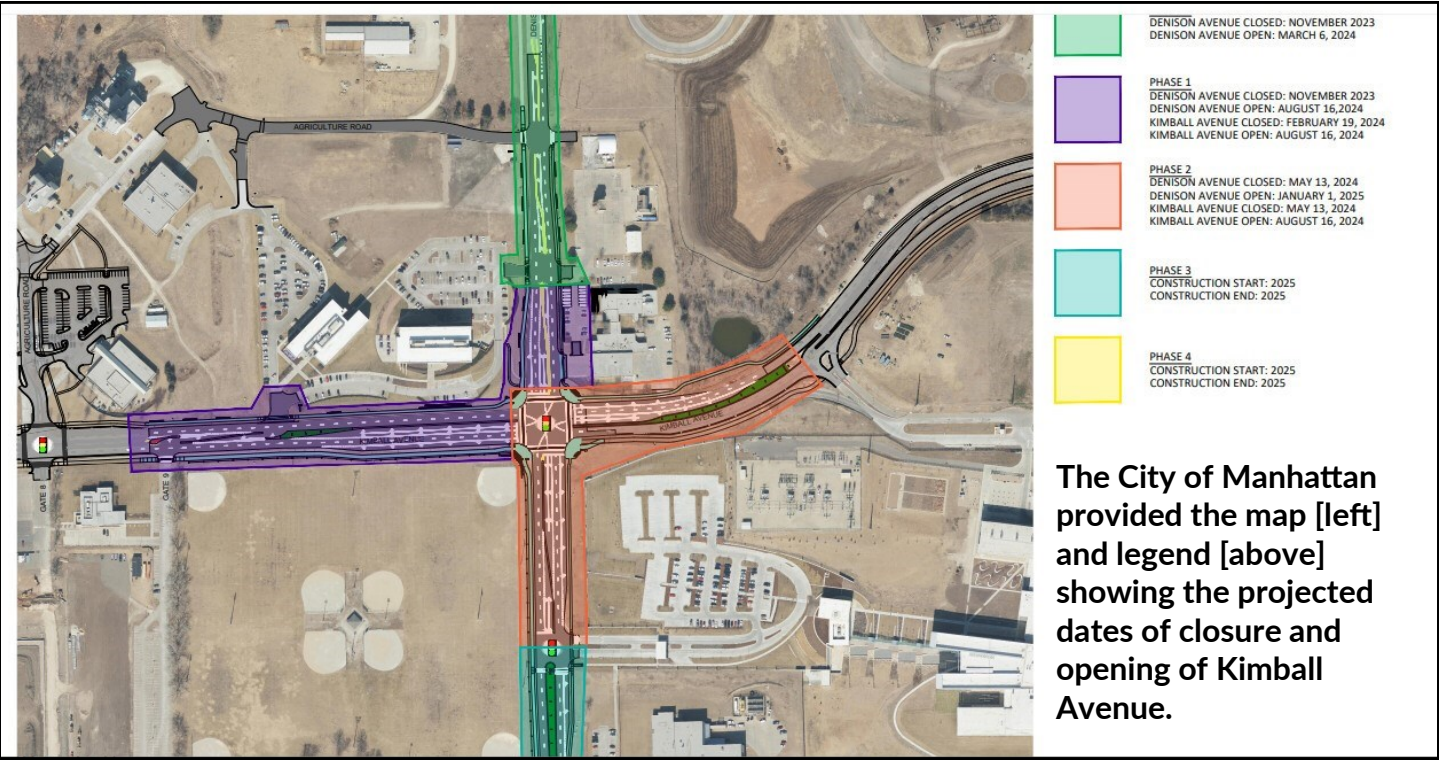 DENISON AVENUE CLOSED: NOVEMBER 2023
DENISON AVENUE OPEN: MARCH 6, 2024
PHASE 1
DENISON AVENUE CLOSED: NOVEMBER 2023
DENISON AVENUE OPEN: AUGUST 16,2024
KIMBALL AVENUE CLOSED: FEBRUARY 19, 2024
KIMBALL AVENUE OPEN: AUGUST 16, 2024
PHASE 2
DENISON AVENUE CLOSED: MAY 13, 2024
DENISON AVENUE OPEN: JANUARY 1, 2025
KIMBALL AVENUE CLOSED: MAY 13, 2024
KIMBALL AVENUE OPEN: AUGUST 16, 2024
PHASE 3
CONSTRUCTION START: 2025
CONSTRUCTION END: 2025
PHASE 4
CONSTRUCTION START: 2025
CONSTRUCTION END: 2025
AGRICULTURE ROAD
AGRICULTURE ROAD
KIMBALL AVENUE
KIMBALL AVENUE
GATE 8
GATE 9
The City of Manhattan
provided the map [left]
and legend [above]
showing the projected
dates of closure and
opening of Kimball
Avenue.